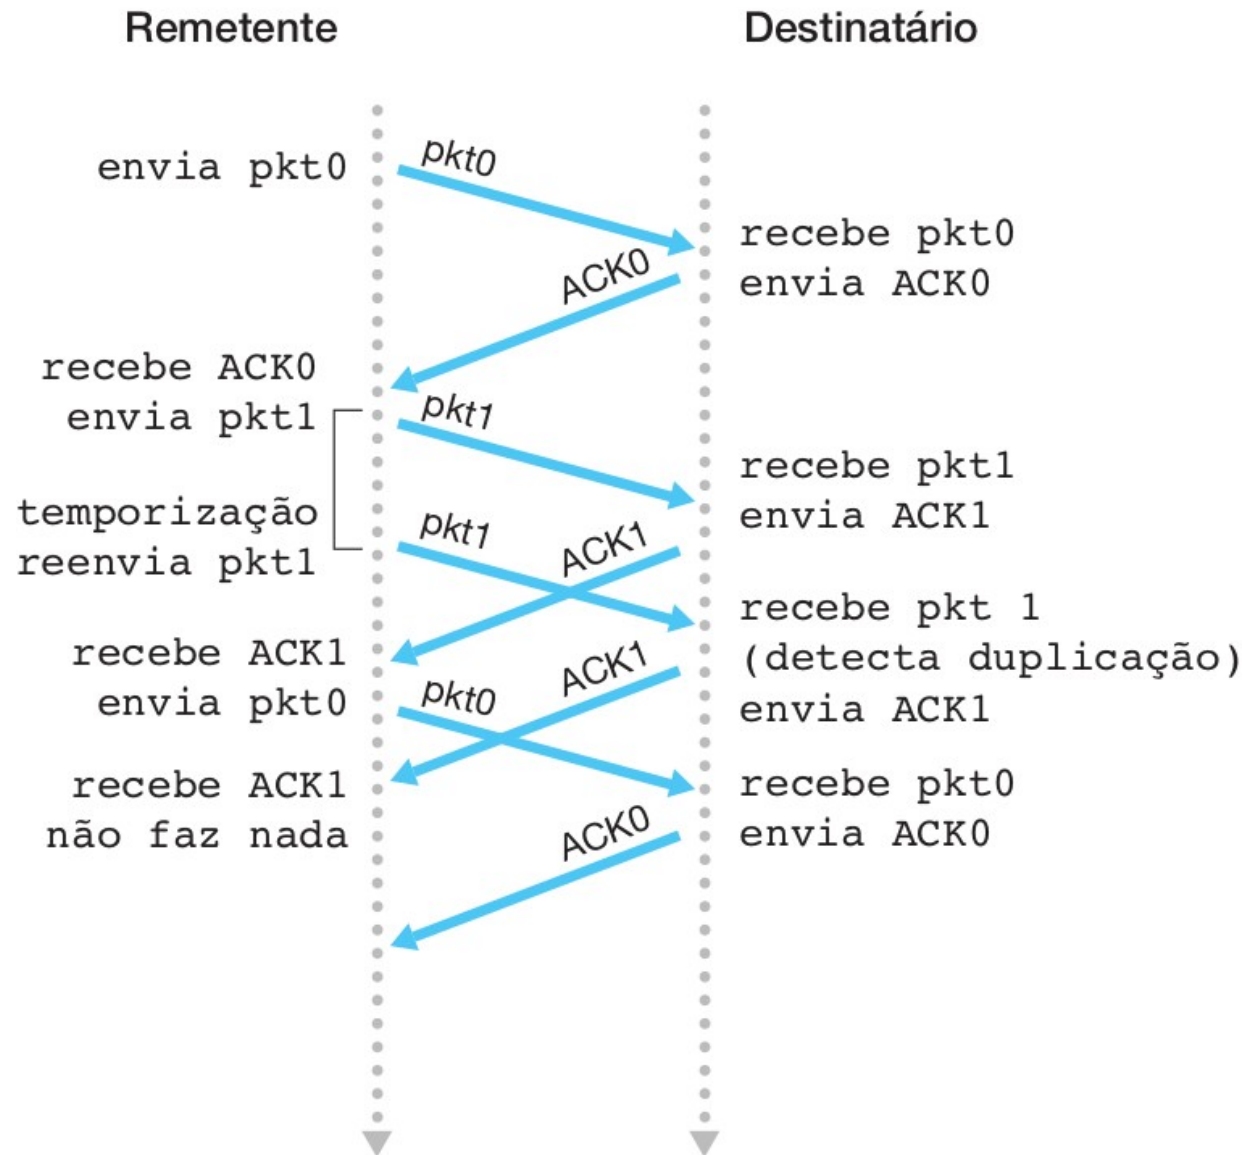 Remetente
Destinatário
envia pkt0
pkt0
recebe pkt0
envia ACK0
ACK0
recebe ACK0
envia pkt1
pkt1
recebe pkt1
envia ACK1
temporização
reenvia pkt1
pkt1
ACK1
recebe pkt 1
(detecta duplicação)
envia ACK1
recebe ACK1
envia pkt0
pkt0
ACK1
recebe ACK1
não faz nada
recebe pkt0
envia ACK0
ACK0